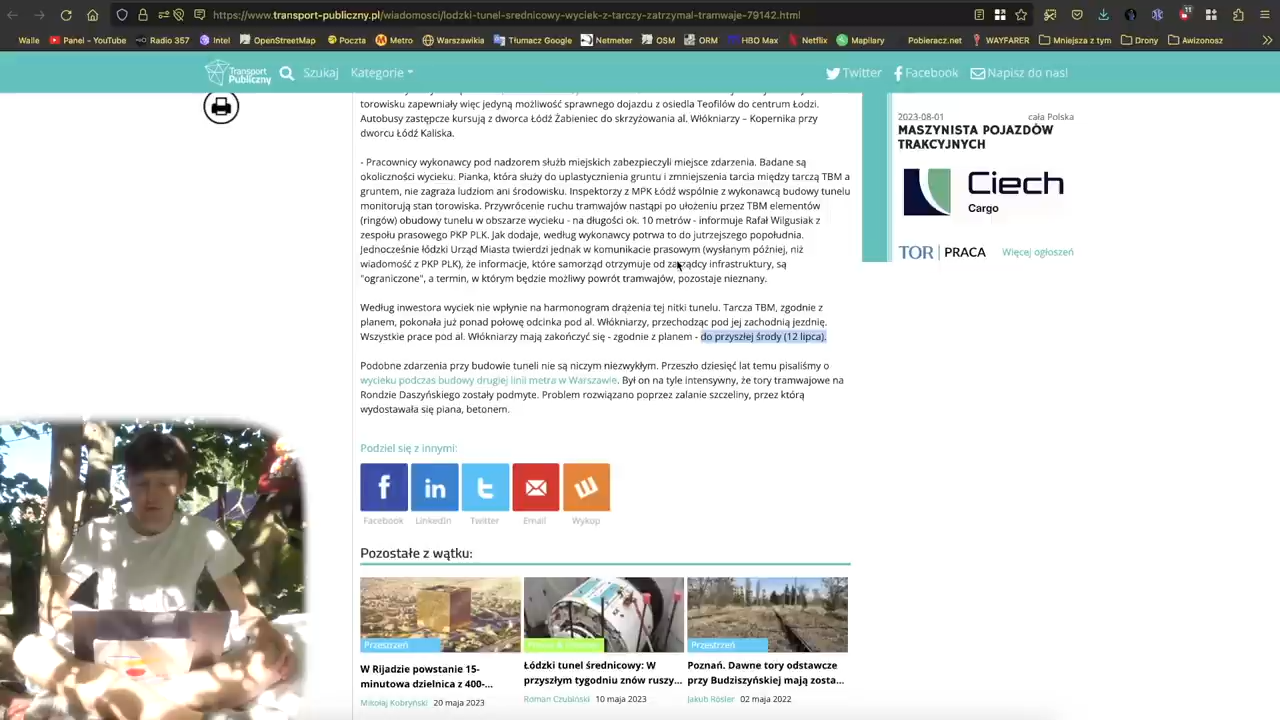 https://www.transport-publiczny.pl/wiadomosci/lodzki-tunel-srednicowy-wyciek-z-tarczy-zatrzymal-tramwaje-79142.html
Walle Panel - YouTube Radio 357 Intel OpenStreetMap Poczta Metro Warszawikia Tłumacz Google Netmeter OSM ORM HBO Max Netflix Mapilary Pobieracz.net WAYFARER Mniejsza z tym Drony Awizonosz
Transport Publiczny Szukaj Kategorie Twitter Facebook Napisz do nas!
torowisku zapewniały więc jedyną możliwość sprawnego dojazdu z osiedla Teofilów do centrum Łodzi.
Autobusy zastępcze kursują z dworca Łódź Żabieniec do skrzyżowania al. Włókniarzy – Kopernika przy
dworcu Łódź Kaliska.
- Pracownicy wykonawcy pod nadzorem służb miejskich zabezpieczyli miejsce zdarzenia. Badane są
okoliczności wycieku. Pianka, która służy do uplastycznienia gruntu i zmniejszenia tarcia między tarczą TBM a
gruntem, nie zagraża ludziom ani środowisku. Inspektorzy z MPK Łódź wspólnie z wykonawcą budowy tunelu
monitorują stan torowiska. Przywrócenie ruchu tramwajów nastąpi po ułożeniu przez TBM elementów
(ringów) obudowy tunelu w obszarze wycieku - na długości ok. 10 metrów - informuje Rafał Wilgusiak z
zespołu prasowego PKP PLK. Jak dodaje, według wykonawcy potrwa to do jutrzejszego popołudnia.
Jednocześnie łódzki Urząd Miasta twierdzi jednak w komunikacie prasowym (wysłanym później, niż
wiadomość z PKP PLK), że informacje, które samorząd otrzymuje od zarządcy infrastruktury, są
"ograniczone", a termin, w którym będzie możliwy powrót tramwajów, pozostaje nieznany.
Według inwestora wyciek nie wpłynie na harmonogram drążenia tej nitki tunelu. Tarcza TBM, zgodnie z
planem, pokonała już ponad połowę odcinka pod al. Włókniarzy, przechodząc pod jej zachodnią jezdnię.
Wszystkie prace pod al. Włókniarzy mają zakończyć się - zgodnie z planem - do przyszłej środy (12 lipca).
Podobne zdarzenia przy budowie tuneli nie są niczym niezwykłym. Przeszło dziesięć lat temu pisaliśmy o
wycieku podczas budowy drugiej linii metra w Warszawie. Był on na tyle intensywny, że tory tramwajowe na
Rondzie Daszyńskiego zostały podmyte. Problem rozwiązano poprzez zalanie szczeliny, przez którą
wydostawała się piana, betonem.
Podziel się z innymi:
Facebook LinkedIn Twitter Email Wykop
Pozostałe z wątku:
Przestrzeń
Przestrzeń
W Rijadzie powstanie 15-
minutowa dzielnica z 400-...
Mikołaj Kobryński 20 maja 2023
Łódzki tunel średnicowy: W
przyszłym tygodniu znów ruszy...
Roman Czubiński 10 maja 2023
Poznań. Dawne tory odstawcze
przy Budziszyńskiej mają zosta...
Jakub Rösler 02 maja 2022
2023-08-01 cała Polska
MASZYNISTA POJAZDÓW
TRAKCYJNYCH
Ciech
Cargo
TOR PRACA Więcej ogłoszeń